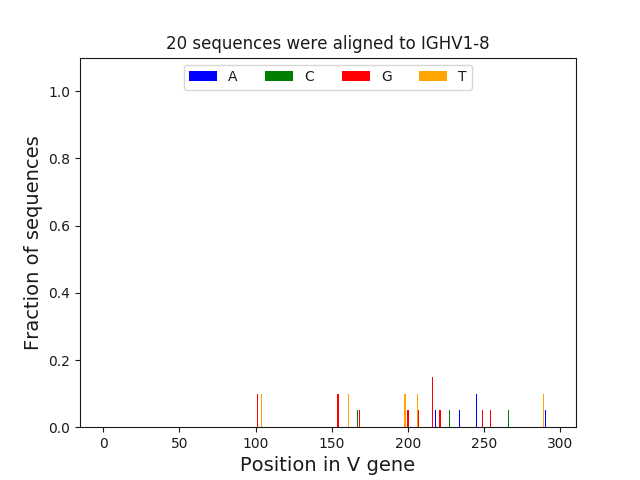 20 sequences were aligned to IGHV1-8
A C G T
1.0
0.8
0.6
0.4
0.2
0.0
Fraction of sequences
0 50 100 150 200 250 300
Position in V gene